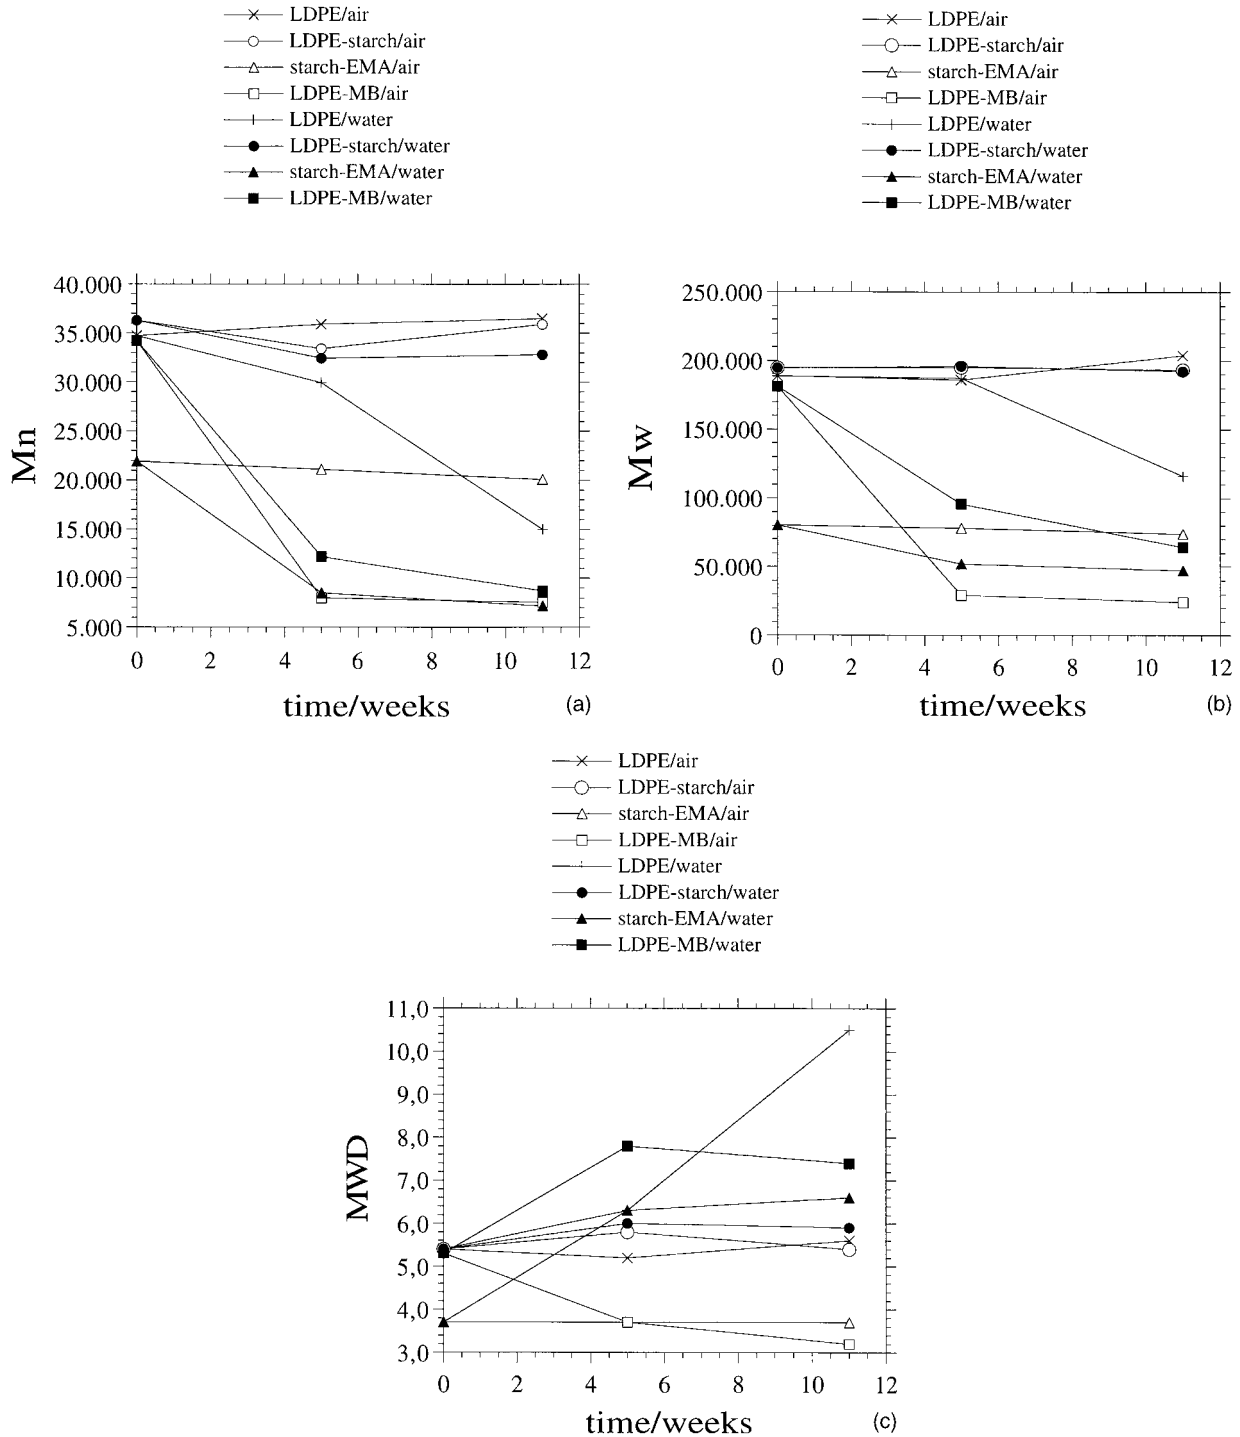 LDPE/air
LDPE-starch/air
starch-EMA/air
LDPE-MB/air
LDPE/water
LDPE-starch/water
starch-EMA/water
LDPE-MB/water
40.000
35.000
30.000
25.000
20.000
15.000
10.000
5.000
Mn
0 2 4 6 8 10 12
time/weeks
(a)
LDPE/air
LDPE-starch/air
starch-EMA/air
LDPE-MB/air
LDPE/water
LDPE-starch/water
starch-EMA/water
LDPE-MB/water
250.000
200.000
150.000
100.000
50.000
0
Mw
0 2 4 6 8 10 12
time/weeks
(b)
LDPE/air
LDPE-starch/air
starch-EMA/air
LDPE-MB/air
LDPE/water
LDPE-starch/water
starch-EMA/water
LDPE-MB/water
11,0
10,0
9,0
8,0
7,0
6,0
5,0
4,0
3,0
MWD
0 2 4 6 8 10 12
time/weeks
(c)